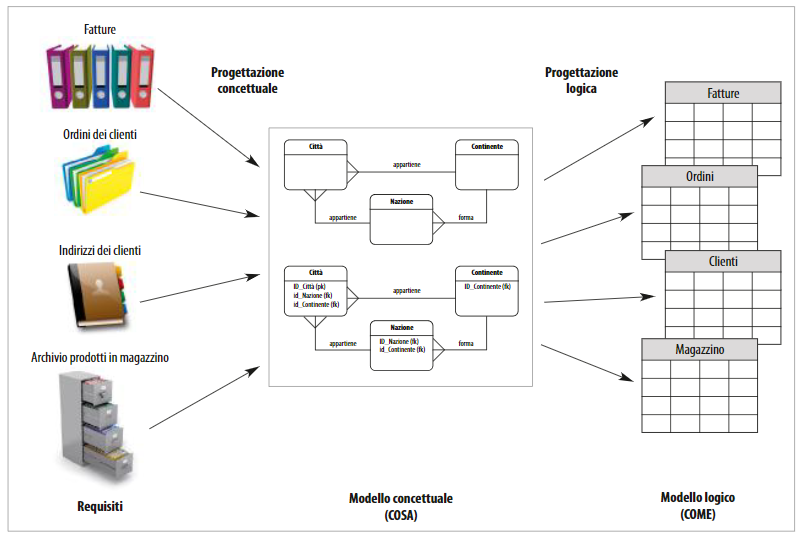 Fatture
Ordini dei clienti
Indirizzi dei clienti
Archivio prodotti in magazzino
Requisiti
Progettazione
concettuale
Città
Continente
appartiene
Nazione
appartiene
forma
Città
ID_Città (pk)
id_Nazione (fk)
id_Continente (fk)
appartiene
Continente
ID_Continente (fk)
Nazione
ID_Nazione (fk)
id_Continente (fk)
appartiene
forma
Modello concettuale
(COSA)
Progettazione
logica
Fatture
Ordini
Clienti
Magazzino
Modello logico
(COME)